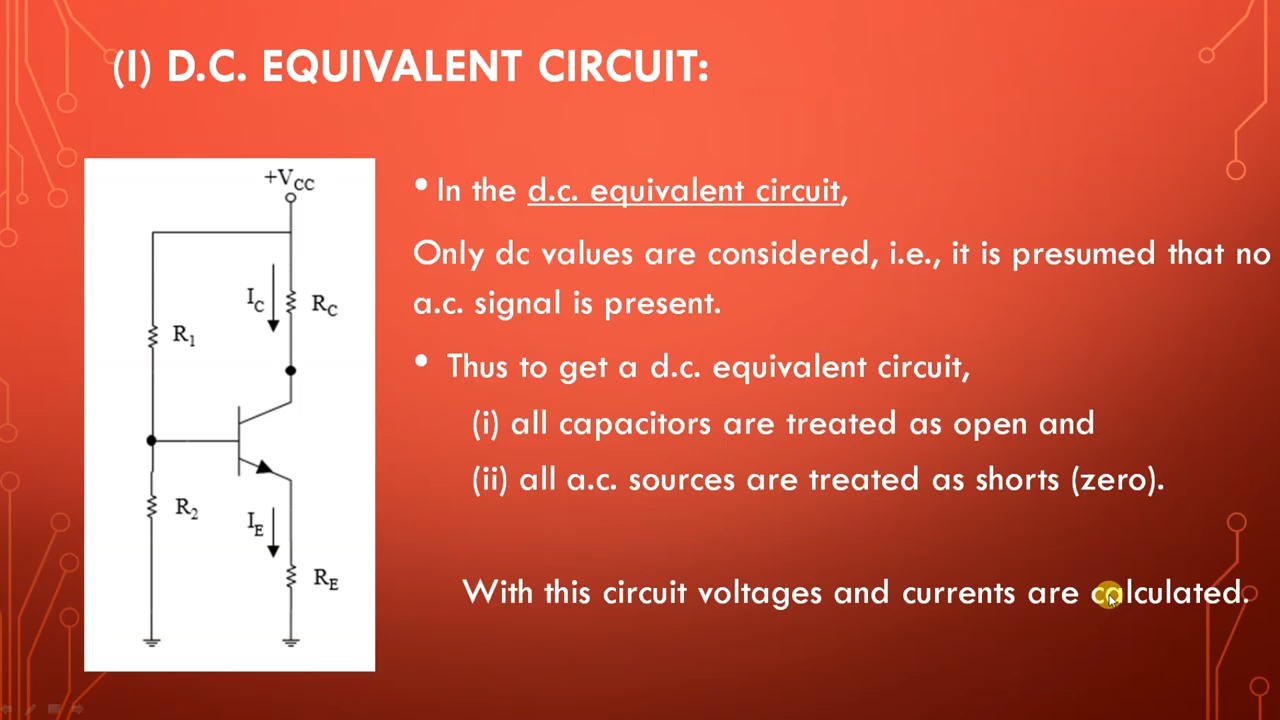 (I) D.C. EQUIVALENT CIRCUIT:
+VCC
IC
RC
R1
R2
IE
RE
• In the d.c. equivalent circuit,
Only dc values are considered, i.e., it is presumed that no
a.c. signal is present.
• Thus to get a d.c. equivalent circuit,
(i) all capacitors are treated as open and
(ii) all a.c. sources are treated as shorts (zero).
With this circuit voltages and currents are calculated.